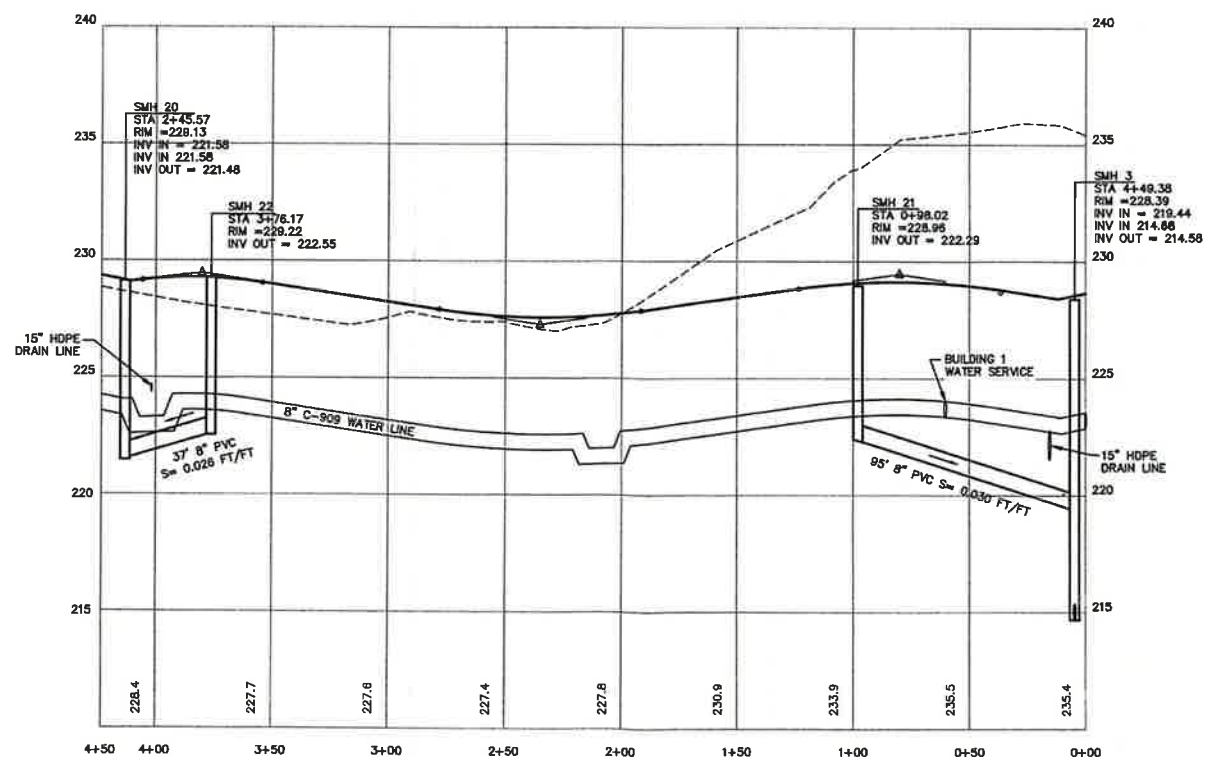 240
240
SMH 20
STA 2+45.57
RIM =229.13
INV IN = 221.58
INV IN 221.58
INV OUT = 221.48
235
235
SMH 22
STA 3+76.17
RIM =229.22
INV OUT = 222.55
SMH 21
STA 0+98.02
RIM =228.96
INV OUT = 222.29
SMH 3
STA 4+49.38
RIM =228.39
INV IN = 219.44
INV IN 214.66
INV OUT = 214.58
230
230
15" HDPE
DRAIN LINE
BUILDING 1
WATER SERVICE
225
225
8" C-909 WATER LINE
37' 8" PVC
S= 0.026 FT/FT
15" HDPE
DRAIN LINE
95' 8" PVC S= 0.030 FT/FT
220
220
215
215
228.4
227.7
227.6
227.4
227.8
230.9
233.9
235.5
235.4
4+50
4+00
3+50
3+00
2+50
2+00
1+50
1+00
0+50
0+00